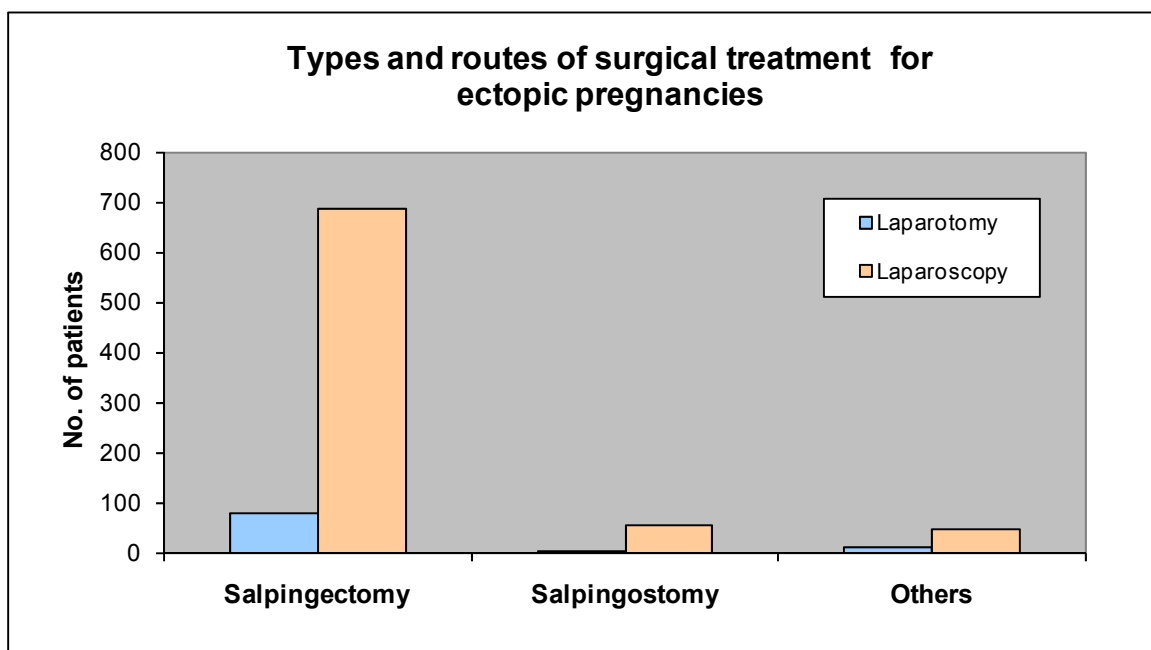 Types and routes of surgical treatment for
ectopic pregnancies
No. of patients
800
700
600
500
400
300
200
100
0
Laparotomy
Laparoscopy
Salpingectomy Salpingostomy Others